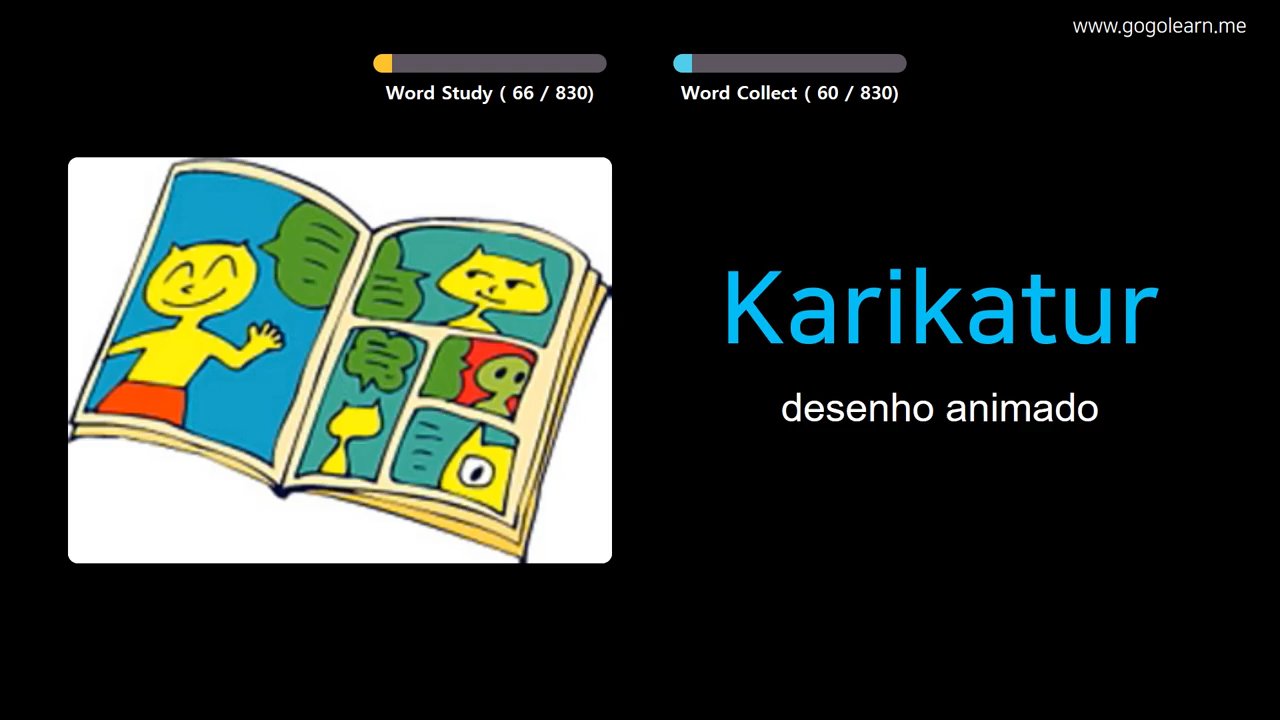 www.gogolearn.me
Word Study ( 66 / 830)
Word Collect ( 60 / 830)
Karikatur
desenho animado